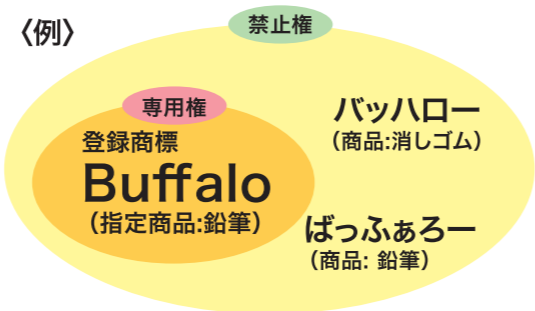 〈例〉
禁止権
専用権
登録商標
Buffalo
（指定商品:鉛筆）
バッハロー
（商品:消しゴム）
ばっふぁろー
（商品: 鉛筆）